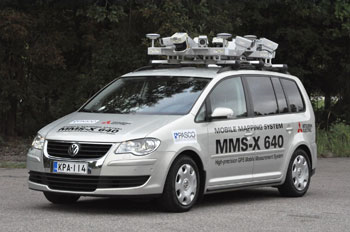 MMS-X 640
PASCO
KPA-114
MOBILE MAPPING SYSTEM
MMS-X 640
High-precision GPS Mobile Measurement System